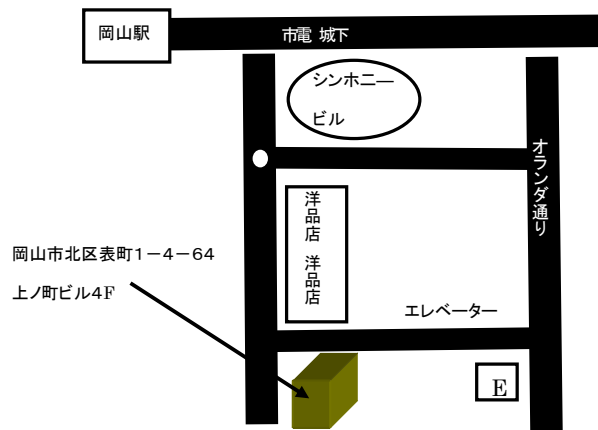 岡山駅
市電 城下
シンホニ―
ビル
オランダ通り
洋品店 洋品店
岡山市北区表町1-4-64
上ノ町ビル4F
エレベーター
E